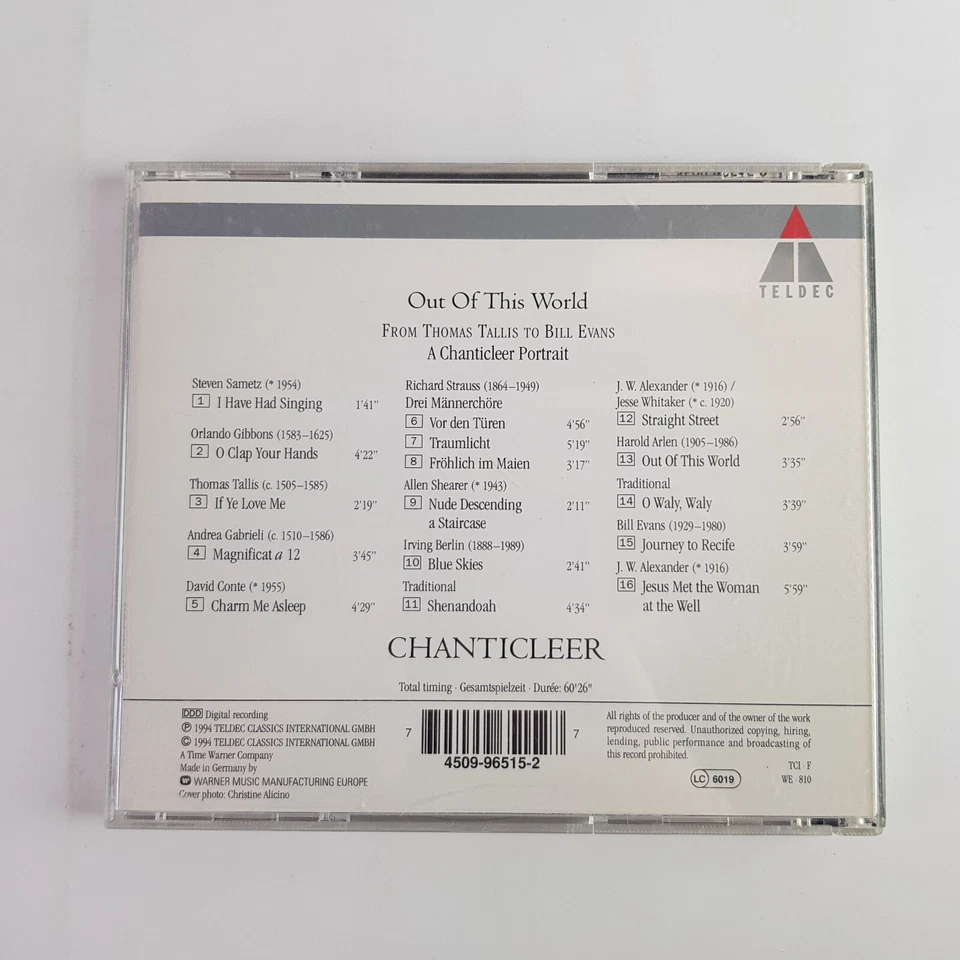 TELDEC
Out Of This World
FROM THOMAS TALLIS TO BILL EVANS
A Chanticleer Portrait
Steven Sametz (* 1954)
1 I Have Had Singing 1'41"
Orlando Gibbons (1583–1625)
2 O Clap Your Hands 4'22"
Thomas Tallis (c. 1505–1585)
3 If Ye Love Me 2'19"
Andrea Gabrieli (c. 1510–1586)
4 Magnificat a 12 3'45"
David Conte (* 1955)
5 Charm Me Asleep 4'29"
Richard Strauss (1864–1949)
Drei Männerchöre
6 Vor den Türen 4'56"
7 Traumlicht 5'19"
8 Fröhlich im Maien 3'17"
Allen Shearer (* 1943)
9 Nude Descending 2'11"
a Staircase
Irving Berlin (1888–1989)
10 Blue Skies 2'41"
Traditional
11 Shenandoah 4'34"
J. W. Alexander (* 1916) /
Jesse Whitaker (* c. 1920)
12 Straight Street 2'56"
Harold Arlen (1905–1986)
13 Out Of This World 3'35"
Traditional
14 O Waly, Waly 3'39"
Bill Evans (1929–1980)
15 Journey to Recife 3'59"
J. W. Alexander (* 1916)
16 Jesus Met the Woman 5'59"
at the Well
CHANTICLEER
Total timing · Gesamtspielzeit · Durée: 60'26"
DDD Digital recording
℗ 1994 TELDEC CLASSICS INTERNATIONAL GMBH
© 1994 TELDEC CLASSICS INTERNATIONAL GMBH
A Time Warner Company
Made in Germany by
WARNER MUSIC MANUFACTURING EUROPE
Cover photo: Christine Alicino
7 7
4509-96515-2
All rights of the producer and of the owner of the work
reproduced reserved. Unauthorized copying, hiring,
lending, public performance and broadcasting of
this record prohibited.
TCI · F
LC 6019 WE · 810